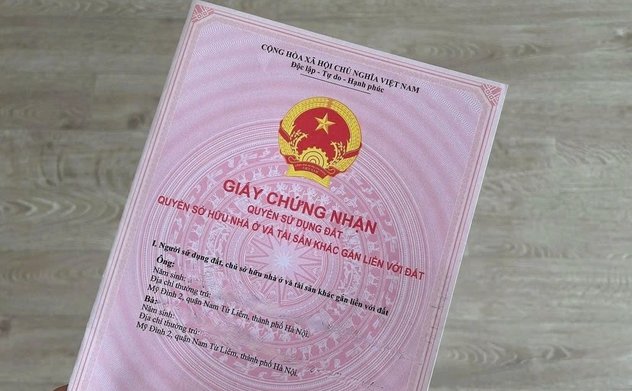 CỘNG HÒA XÃ HỘI CHỦ NGHĨA VIỆT NAM
Độc lập - Tự do - Hạnh phúc
GIẤY CHỨNG NHẬN
QUYỀN SỬ DỤNG ĐẤT
QUYỀN SỞ HỮU NHÀ Ở VÀ TÀI SẢN KHÁC GẮN LIỀN VỚI ĐẤT
I. Người sử dụng đất, chủ sở hữu nhà ở và tài sản khác gắn liền với đất
Ông:
Năm sinh:
Địa chỉ thường trú:
Mỹ Đình 2, quận Nam Từ Liêm, thành phố Hà Nội.
Bà:
Năm sinh:
Địa chỉ thường trú:
Mỹ Đình 2, quận Nam Từ Liêm, thành phố Hà Nội.